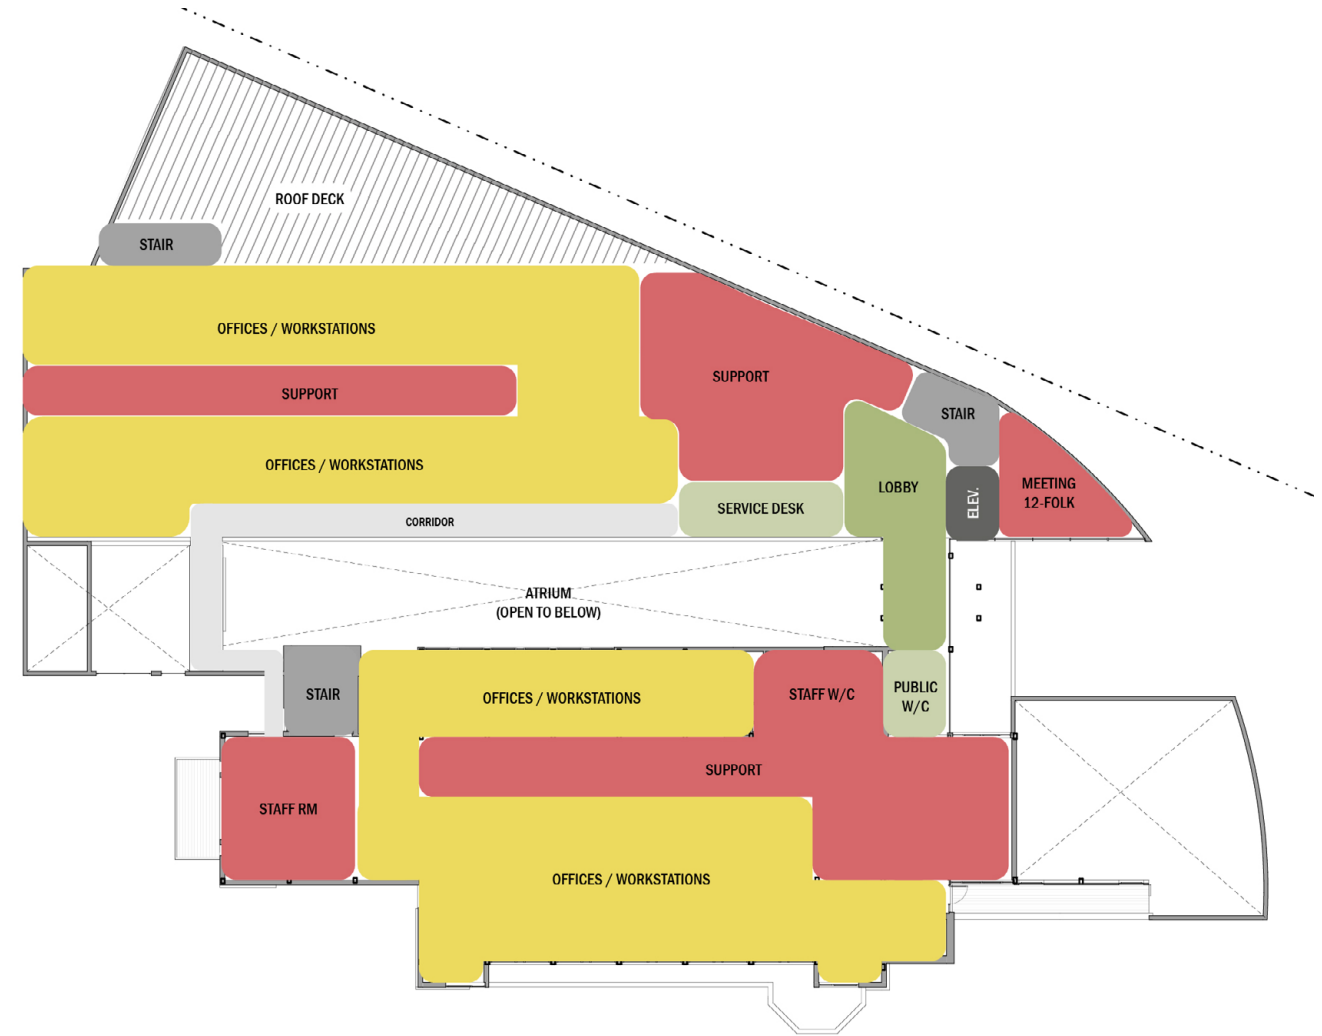 ROOF DECK
STAIR
OFFICES / WORKSTATIONS
SUPPORT
SUPPORT
STAIR
OFFICES / WORKSTATIONS
LOBBY
ELEV.
MEETING
12-FOLK
SERVICE DESK
CORRIDOR
ATRIUM
(OPEN TO BELOW)
STAIR
OFFICES / WORKSTATIONS
STAFF W/C
PUBLIC
W/C
SUPPORT
STAFF RM
OFFICES / WORKSTATIONS